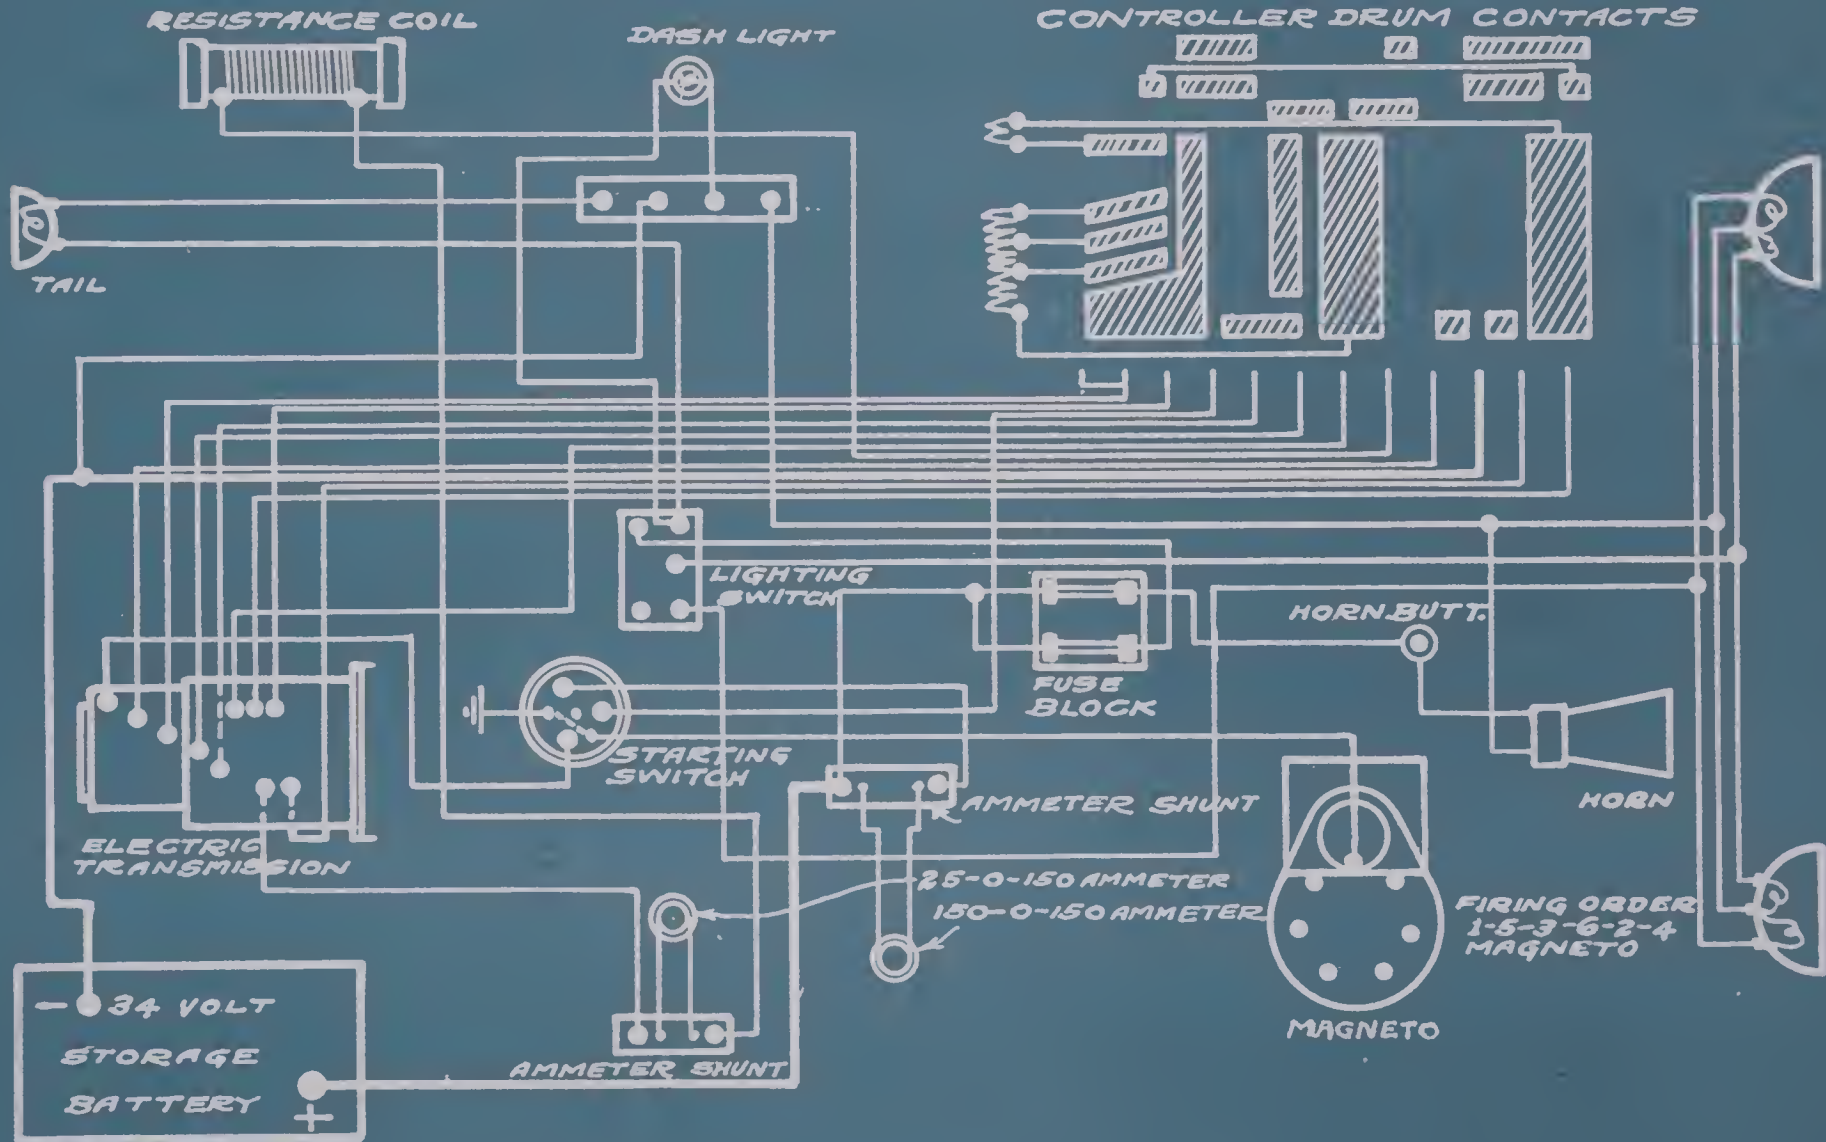 RESISTANCE COIL
DASH LIGHT
CONTROLLER DRUM CONTACTS
TAIL
LIGHTING
SWITCH
HORN BUTT.
FUSE
BLOCK
STARTING
SWITCH
AMMETER SHUNT
HORN
ELECTRIC
TRANSMISSION
25-0-150 AMMETER
150-0-150 AMMETER
FIRING ORDER
1-5-3-6-2-4
MAGNETO
- 34 VOLT
STORAGE
BATTERY
+
MAGNETO
AMMETER SHUNT